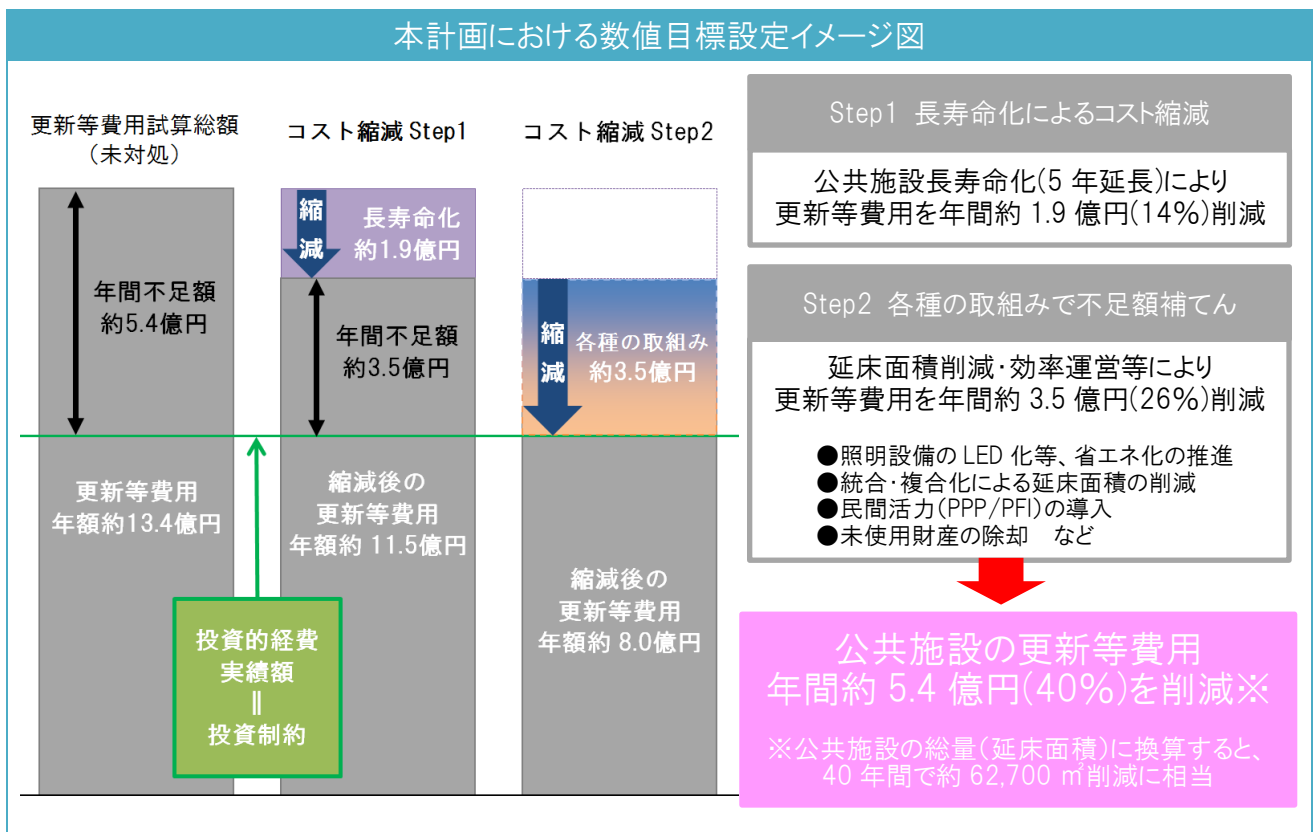 本計画における数値目標設定イメージ図
更新等費用試算総額
（未対処）
年間不足額
約5.4億円
更新等費用
年額約13.4億円
投資的経費
実績額
||
投資制約
コスト縮減 Step1
縮
減
長寿命化
約1.9億円
年間不足額
約3.5億円
縮減後の
更新等費用
年額約 11.5億円
コスト縮減 Step2
縮
減
各種の取組み
約3.5億円
縮減後の
更新等費用
年額約 8.0億円
Step1 長寿命化によるコスト縮減
公共施設長寿命化(5 年延長)により
更新等費用を年間約 1.9 億円(14%)削減
Step2 各種の取組みで不足額補てん
延床面積削減・効率運営等により
更新等費用を年間約 3.5 億円(26%)削減
●照明設備の LED 化等、省エネ化の推進
●統合・複合化による延床面積の削減
●民間活力(PPP/PFI)の導入
●未使用財産の除却　など
公共施設の更新等費用
年間約 5.4 億円(40%)を削減※
※公共施設の総量(延床面積)に換算すると、
40 年間で約 62,700 ㎡削減に相当